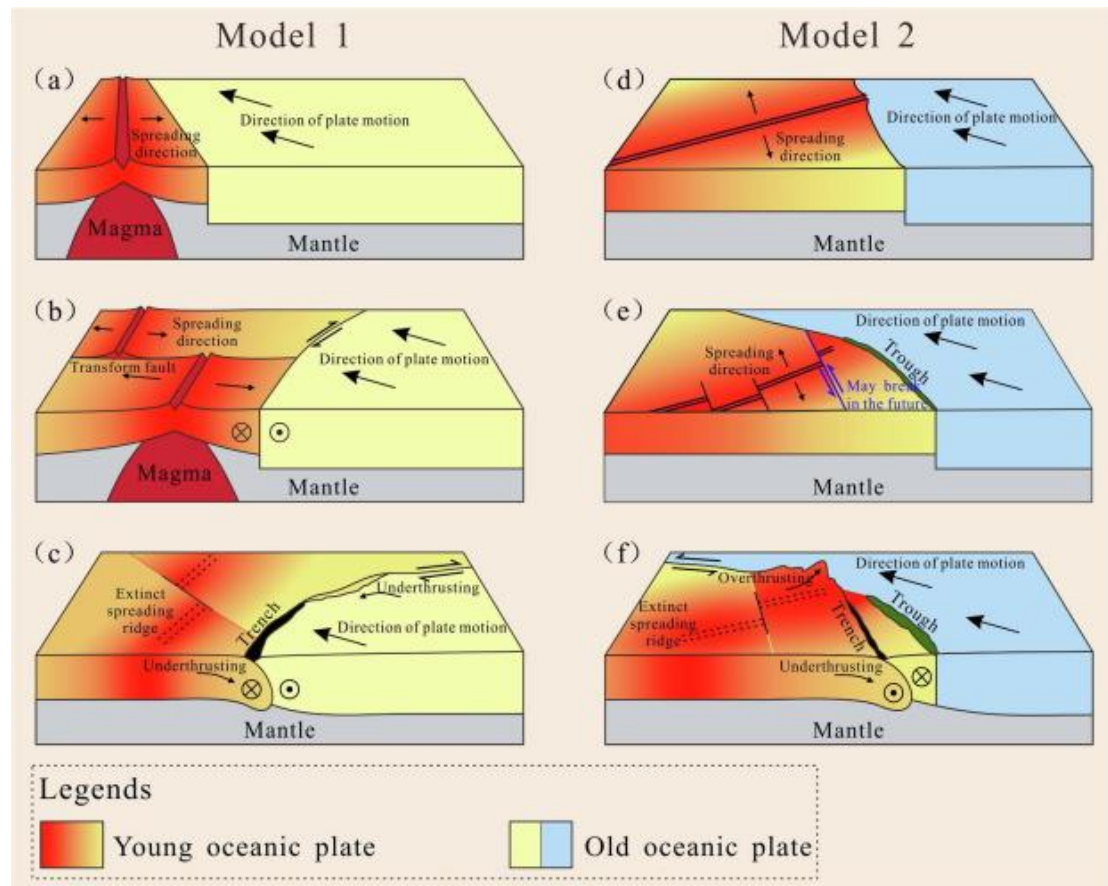 Model 1
(a)
Direction of plate motion
Spreading
direction
Magma
Mantle
(b)
Spreading
direction
Direction of plate motion
Transform fault
Magma
Mantle
(c)
Extinct
spreading
ridge
Trench
Underthrusting
Direction of plate motion
Underthrusting
Mantle
Model 2
(d)
Direction of plate motion
Spreading
direction
Mantle
(e)
Direction of plate motion
Spreading
direction
Trough
May break
in the future
Mantle
(f)
Direction of plate motion
Overthrusting
Extinct
spreading
ridge
Trench
Trough
Underthrusting
Mantle
Legends
Young oceanic plate
Old oceanic plate